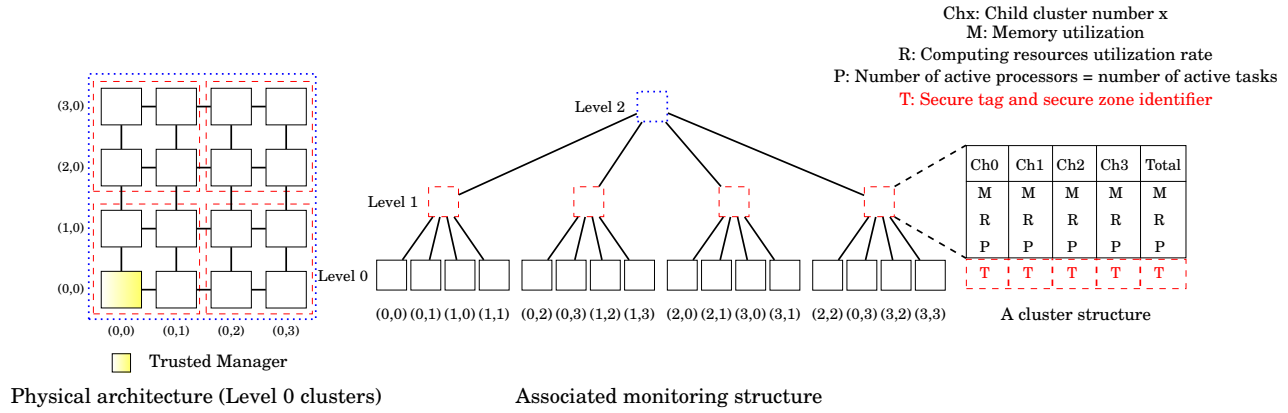 Chx: Child cluster number x
M: Memory utilization
R: Computing resources utilization rate
P: Number of active processors = number of active tasks
T: Secure tag and secure zone identifier
(3,0)
(2,0)
(1,0)
(0,0)
(0,0) (0,1) (0,2) (0,3)
Trusted Manager
Physical architecture (Level 0 clusters)
Level 2
Level 1
Level 0
(0,0) (0,1) (1,0) (1,1) (0,2) (0,3) (1,2) (1,3) (2,0) (2,1) (3,0) (3,1) (2,2) (0,3) (3,2) (3,3)
Associated monitoring structure
Ch0 Ch1 Ch2 Ch3 Total
M M M M M
R R R R R
P P P P P
T T T T T
A cluster structure